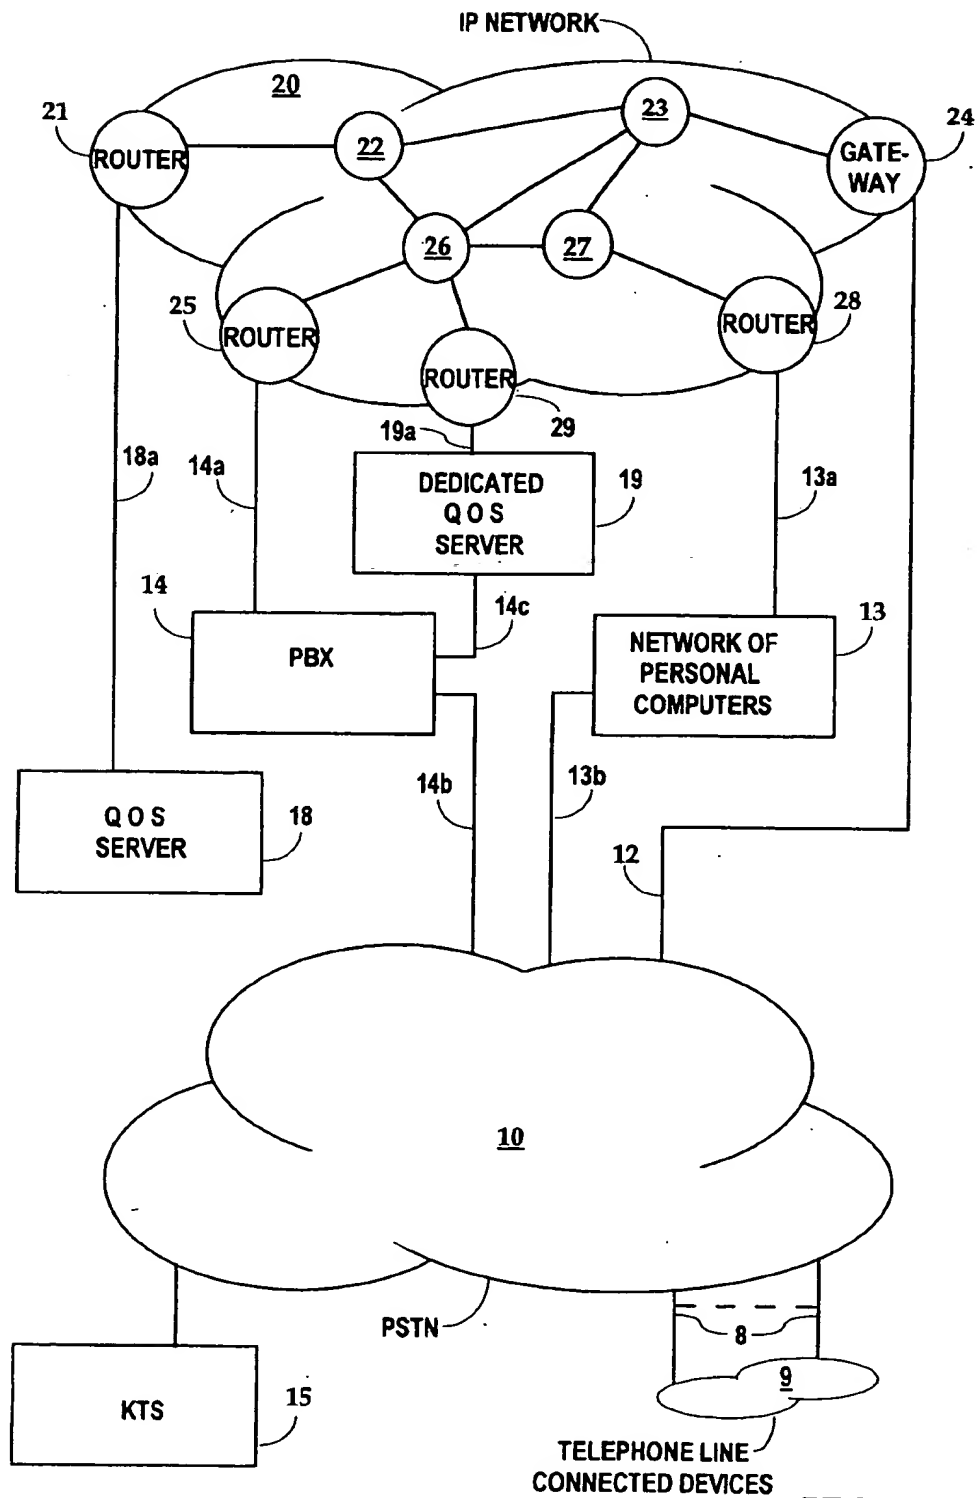 IP NETWORK
20
23
21
24
22
ROUTER
GATE-
WAY
26
27
25
28
ROUTER
ROUTER
ROUTER
29
19a
18a
14a
13a
DEDICATED
Q O S
SERVER
19
14
14c
13
PBX
NETWORK OF
PERSONAL
COMPUTERS
14b
13b
Q O S
SERVER
18
12
10
PSTN
8
9
KTS
15
TELEPHONE LINE
CONNECTED DEVICES